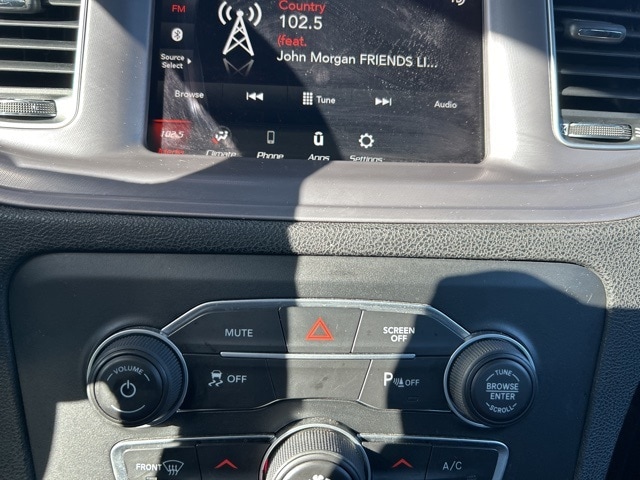 FM
Country
102.5
(feat.
John Morgan FRIENDS LI...
Source
Select
Browse
Tune
Audio
102.5
Climate
Phone
Apps
Settings
MUTE
SCREEN
OFF
VOLUME
OFF
P OFF
TUNE
BROWSE
ENTER
SCROLL
FRONT
A/C